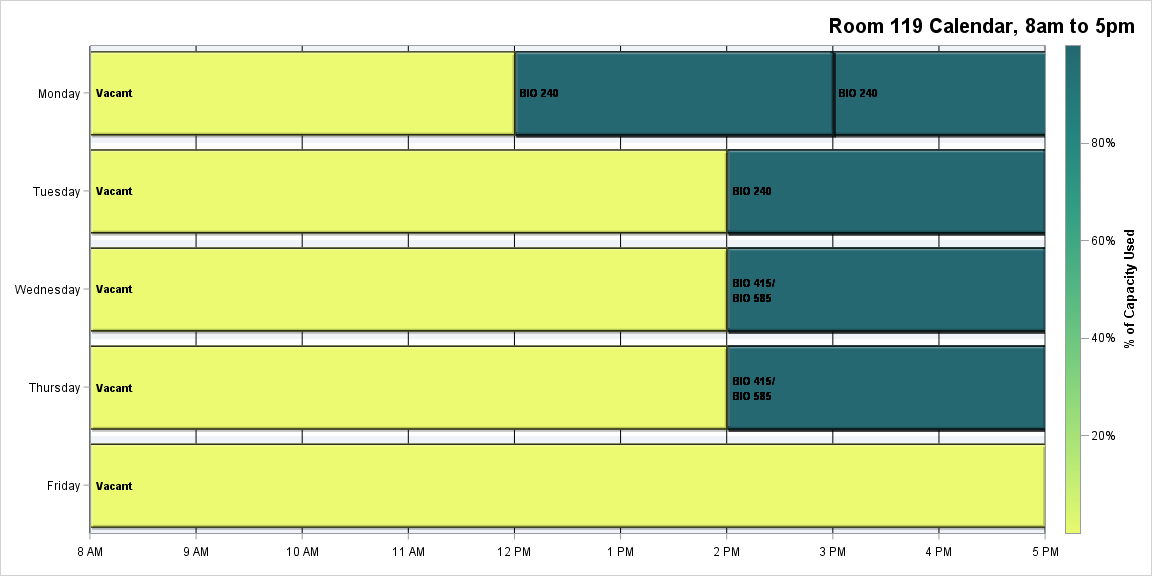 Room 119 Calendar, 8am to 5pm
Monday
Vacant
BIO 240
BIO 240
Tuesday
Vacant
BIO 240
Wednesday
Vacant
BIO 415/
BIO 585
Thursday
Vacant
BIO 415/
BIO 585
Friday
Vacant
8 AM
9 AM
10 AM
11 AM
12 PM
1 PM
2 PM
3 PM
4 PM
5 PM
80%
60%
40%
20%
% of Capacity Used